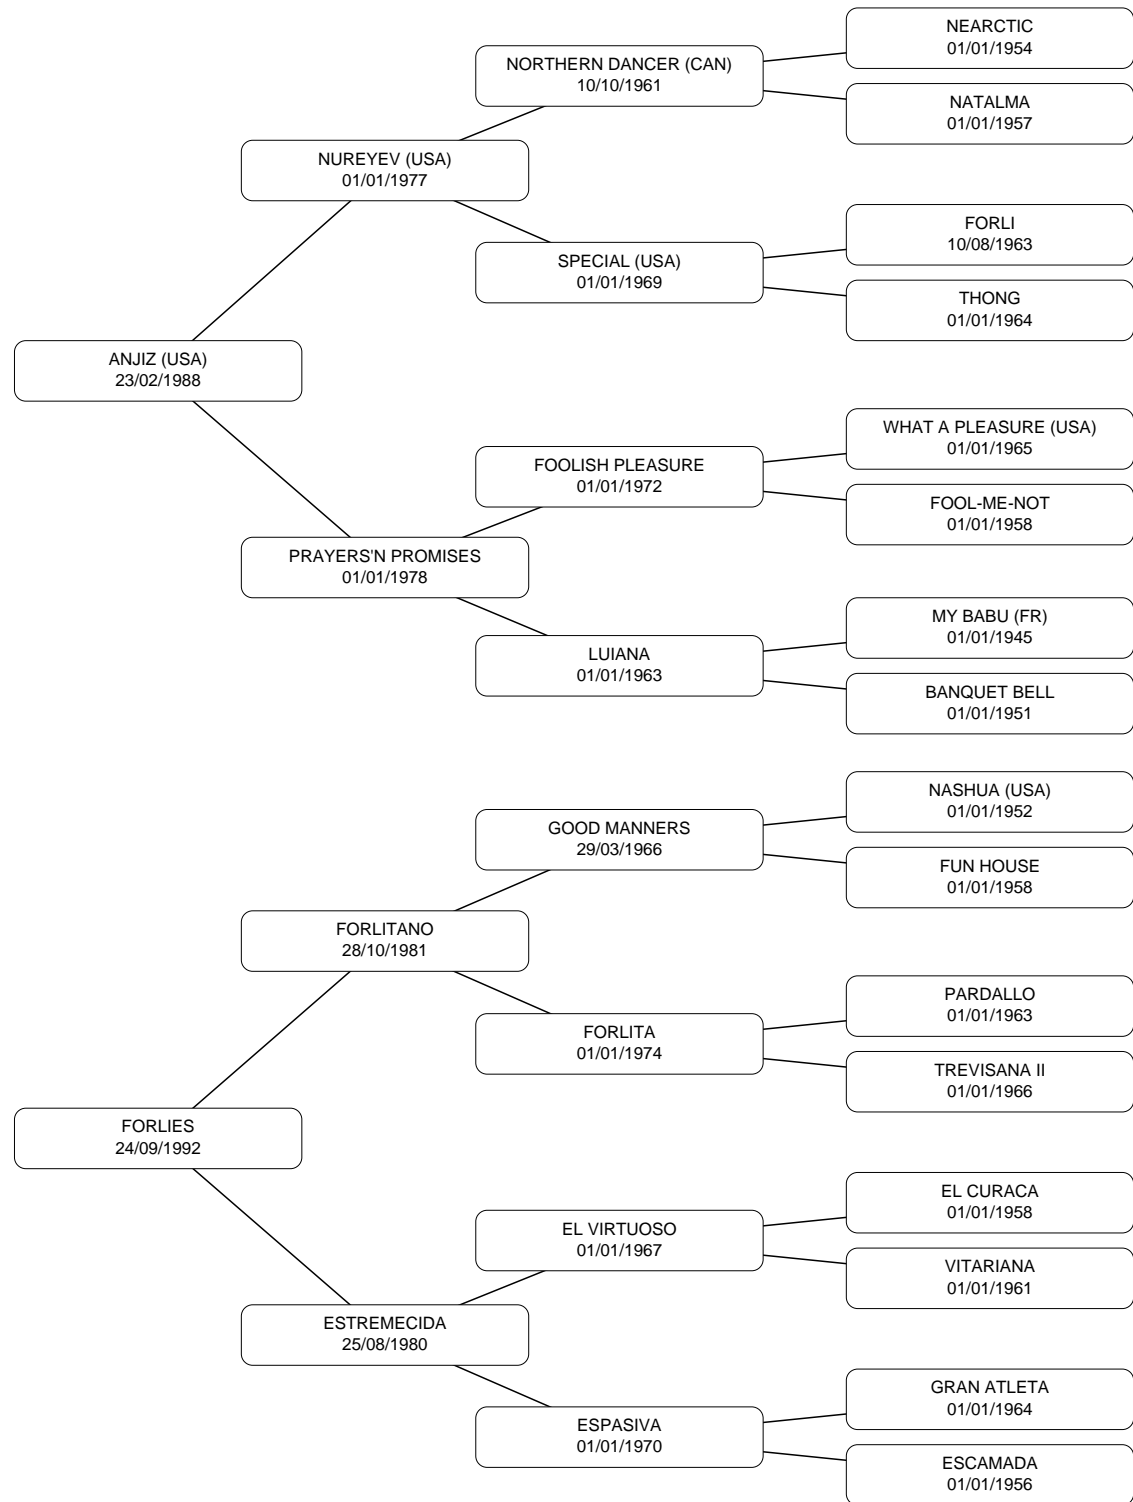 NEARCTIC
01/01/1954
NORTHERN DANCER (CAN)
10/10/1961
NATALMA
01/01/1957
NUREYEV (USA)
01/01/1977
FORLI
10/08/1963
SPECIAL (USA)
01/01/1969
THONG
01/01/1964
ANJIZ (USA)
23/02/1988
WHAT A PLEASURE (USA)
01/01/1965
FOOLISH PLEASURE
01/01/1972
FOOL-ME-NOT
01/01/1958
PRAYERS'N PROMISES
01/01/1978
MY BABU (FR)
01/01/1945
LUIANA
01/01/1963
BANQUET BELL
01/01/1951
NASHUA (USA)
01/01/1952
GOOD MANNERS
29/03/1966
FUN HOUSE
01/01/1958
FORLITANO
28/10/1981
PARDALLO
01/01/1963
FORLITA
01/01/1974
TREVISANA II
01/01/1966
FORLIES
24/09/1992
EL CURACA
01/01/1958
EL VIRTUOSO
01/01/1967
VITARIANA
01/01/1961
ESTREMECIDA
25/08/1980
GRAN ATLETA
01/01/1964
ESPASIVA
01/01/1970
ESCAMADA
01/01/1956